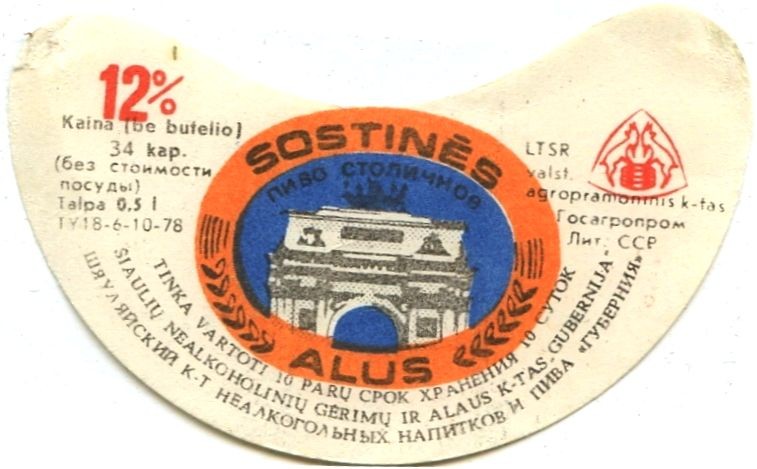 12%
Kaina (be butelio)
34 kap.
(без стоимости
посуды)
Talpa 0,5 l
ТУ18-6-10-78
SOSTINĖS
ПИВО СТОЛИЧНОЕ
ALUS
LTSR
valst.
agropramoninis k-tas
Госагропром
Лит. ССР
TINKA VARTOTI 10 PARŲ СРОК ХРАНЕНИЯ 10 СУТОК
ŠIAULIŲ NEALKOHOLINIŲ GĖRIMŲ IR ALAUS K-TAS „GUBERNIJA"
ШЯУЛЯЙСКИЙ К-Т НЕАЛКОГОЛЬНЫХ НАПИТКОВ И ПИВА «ГУБЕРНИЯ»